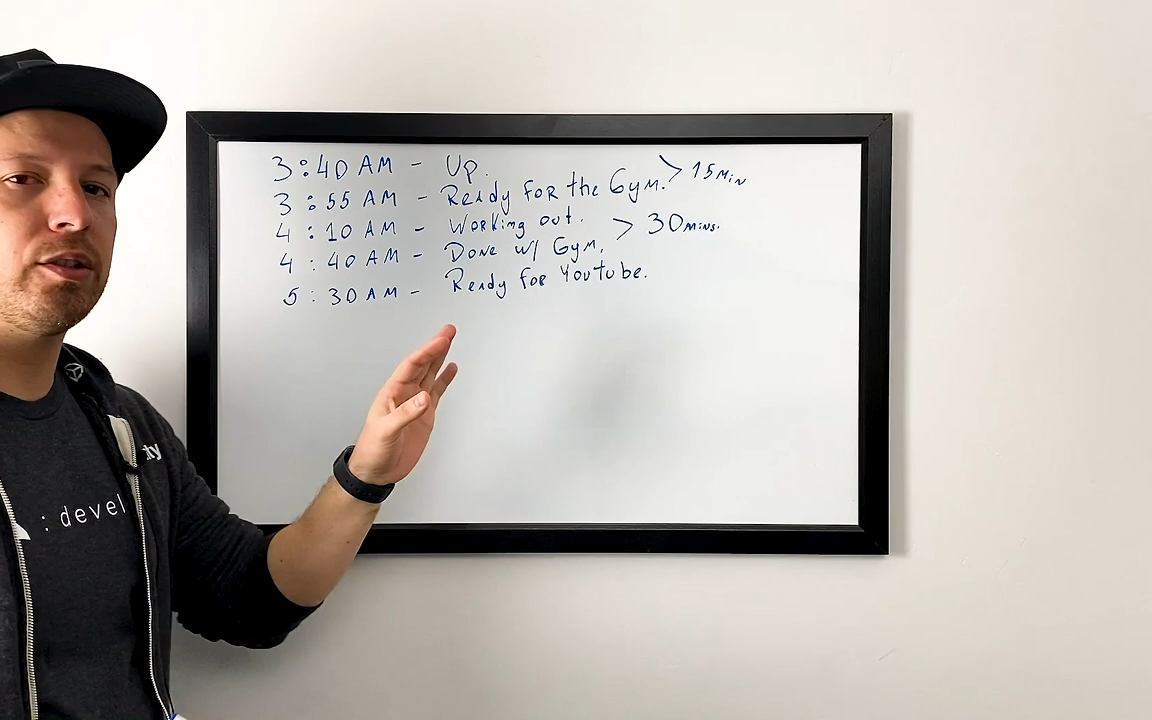 3:40 AM - Up. > 15 Min
3:55 AM - Ready for the Gym.
4:10 AM - Working out. > 30 mins.
4:40 AM - Done w/ Gym.
5:30 AM - Ready for Youtube.
: devel
ity